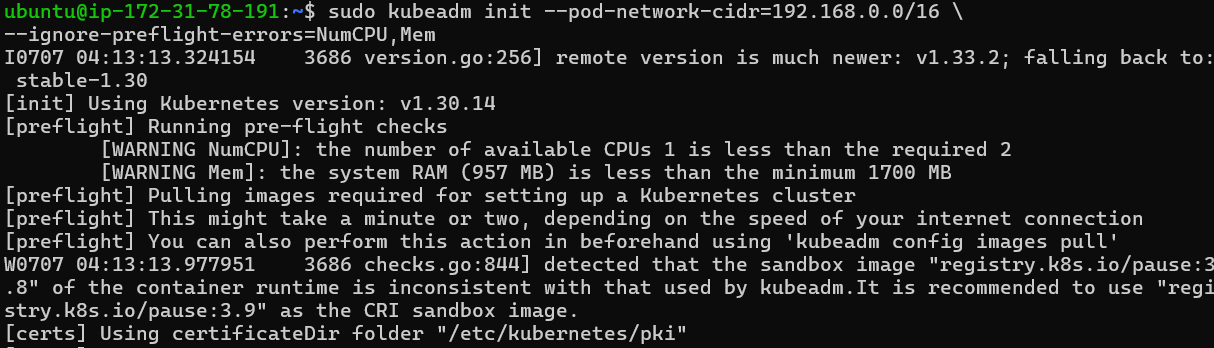 ubuntu@ip-172-31-78-191:~$ sudo kubeadm init --pod-network-cidr=192.168.0.0/16 \
--ignore-preflight-errors=NumCPU,Mem
I0707 04:13:13.324154    3686 version.go:256] remote version is much newer: v1.33.2; falling back to:
 stable-1.30
[init] Using Kubernetes version: v1.30.14
[preflight] Running pre-flight checks
        [WARNING NumCPU]: the number of available CPUs 1 is less than the required 2
        [WARNING Mem]: the system RAM (957 MB) is less than the minimum 1700 MB
[preflight] Pulling images required for setting up a Kubernetes cluster
[preflight] This might take a minute or two, depending on the speed of your internet connection
[preflight] You can also perform this action in beforehand using 'kubeadm config images pull'
W0707 04:13:13.977951    3686 checks.go:844] detected that the sandbox image "registry.k8s.io/pause:3
.8" of the container runtime is inconsistent with that used by kubeadm.It is recommended to use "regi
stry.k8s.io/pause:3.9" as the CRI sandbox image.
[certs] Using certificateDir folder "/etc/kubernetes/pki"